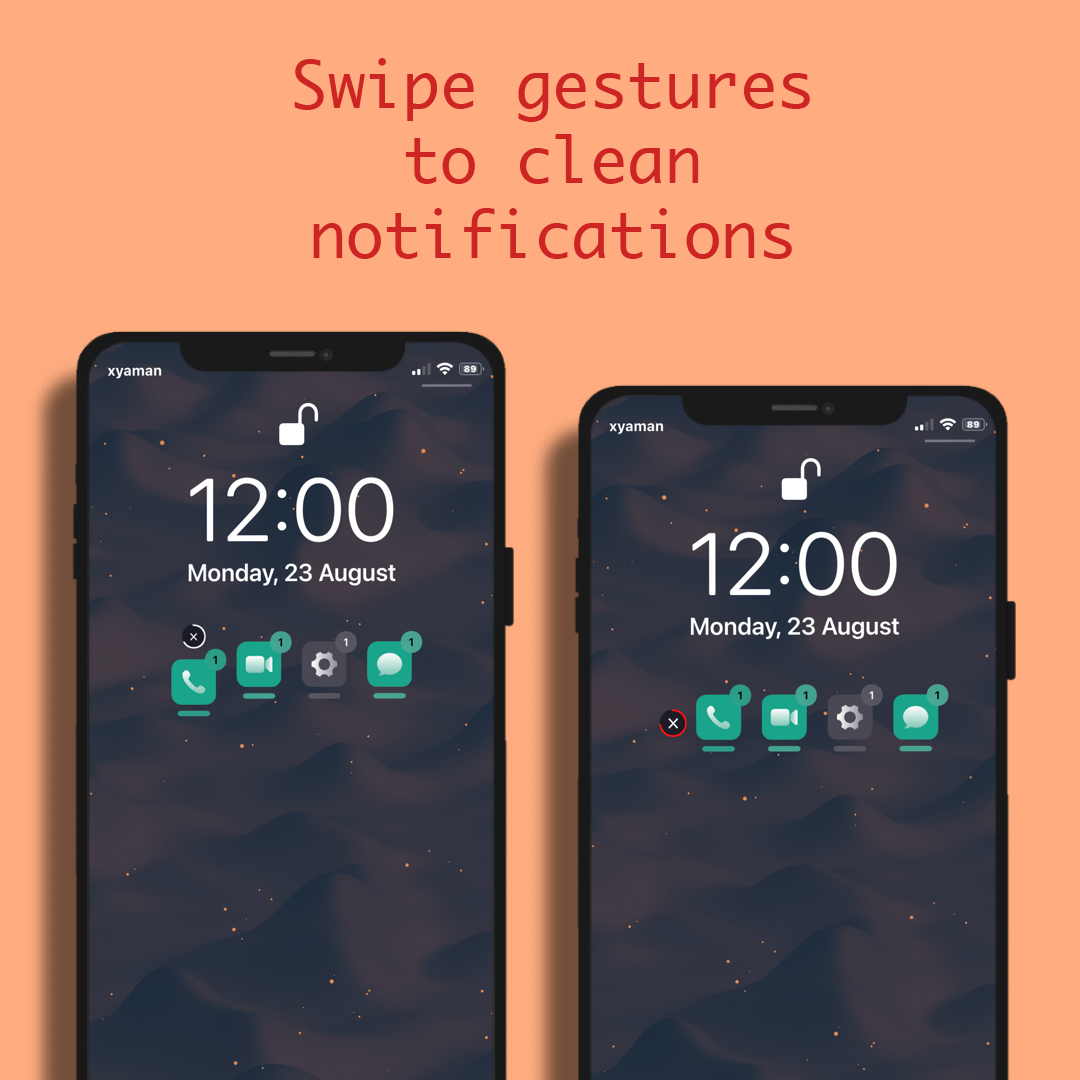 Swipe gestures
to clean
notifications
xyaman
89
12:00
Monday, 23 August
1
1
1
1
xyaman
89
12:00
Monday, 23 August
1
1
1
1